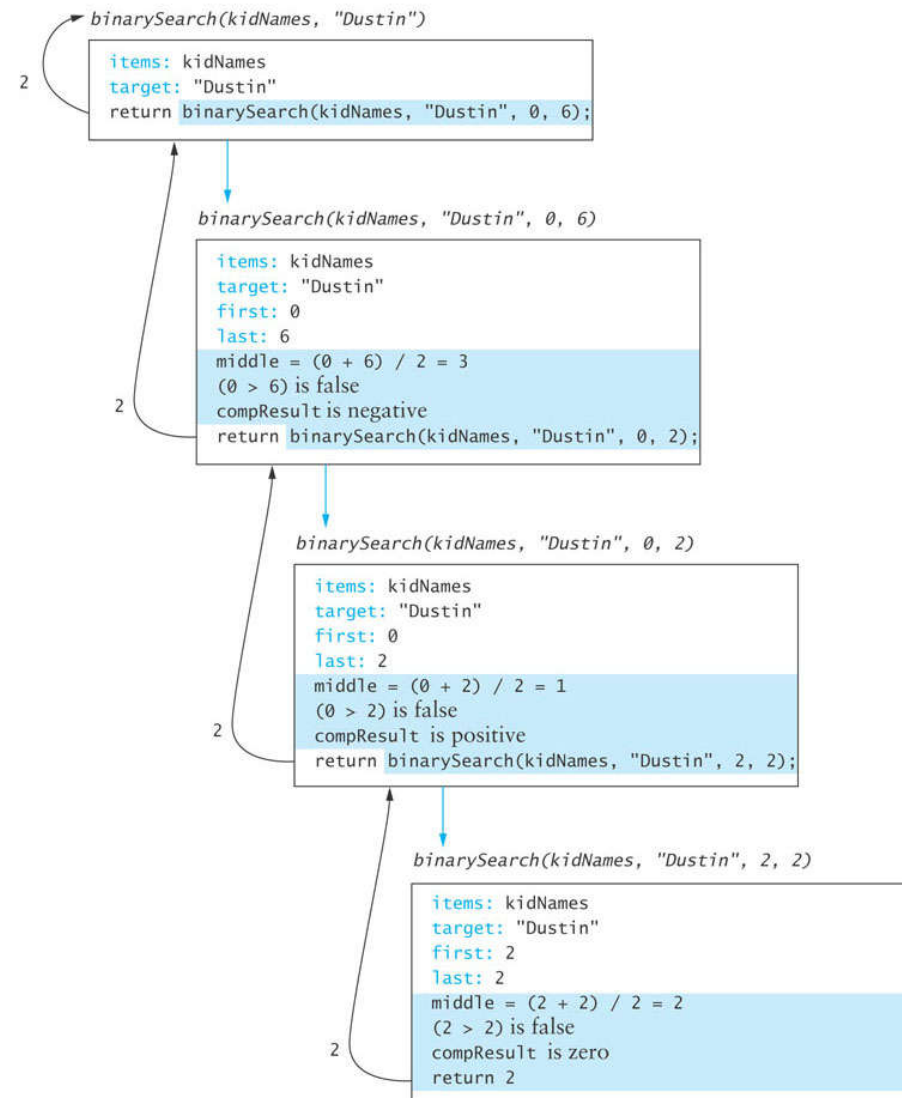 binarySearch(kidNames, "Dustin")
items: kidNames
target: "Dustin"
return binarySearch(kidNames, "Dustin", 0, 6);
2
binarySearch(kidNames, "Dustin", 0, 6)
items: kidNames
target: "Dustin"
first: 0
last: 6
middle = (0 + 6) / 2 = 3
(0 > 6) is false
compResult is negative
return binarySearch(kidNames, "Dustin", 0, 2);
2
binarySearch(kidNames, "Dustin", 0, 2)
items: kidNames
target: "Dustin"
first: 0
last: 2
middle = (0 + 2) / 2 = 1
(0 > 2) is false
compResult is positive
return binarySearch(kidNames, "Dustin", 2, 2);
2
binarySearch(kidNames, "Dustin", 2, 2)
items: kidNames
target: "Dustin"
first: 2
last: 2
middle = (2 + 2) / 2 = 2
(2 > 2) is false
compResult is zero
return 2
2